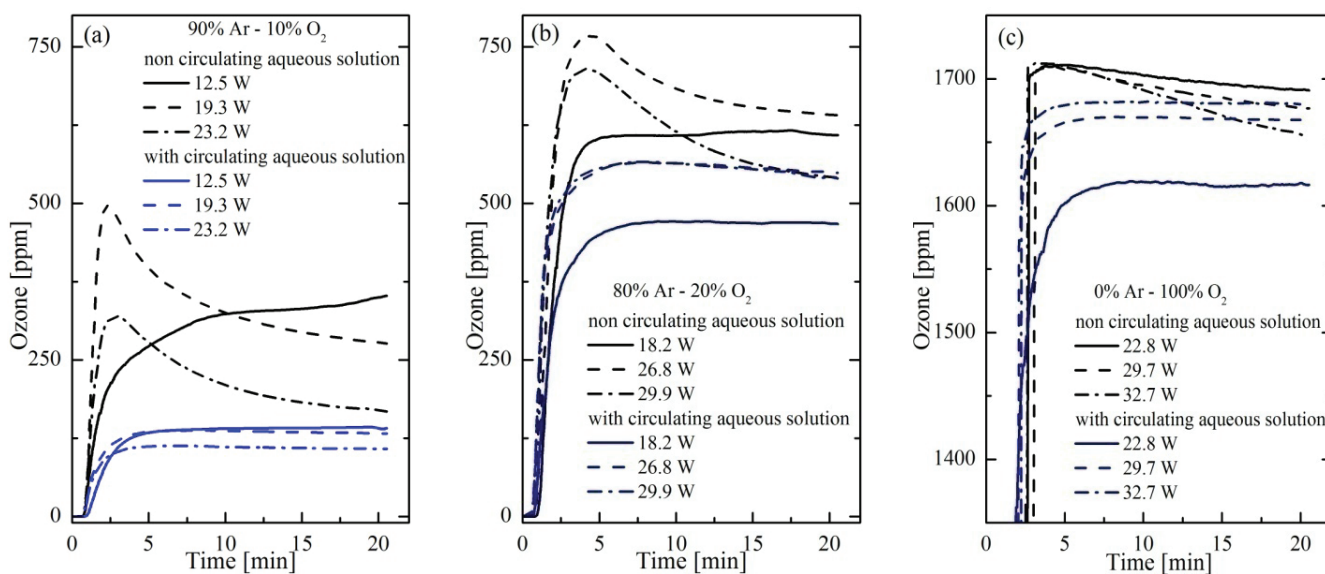 (a)
90% Ar - 10% O₂
non circulating aqueous solution
12.5 W
19.3 W
23.2 W
with circulating aqueous solution
12.5 W
19.3 W
23.2 W
Ozone [ppm]
750
500
250
0
0 5 10 15 20
Time [min]
(b)
80% Ar - 20% O₂
non circulating aqueous solution
18.2 W
26.8 W
29.9 W
with circulating aqueous solution
18.2 W
26.8 W
29.9 W
Ozone [ppm]
750
500
250
0
0 5 10 15 20
Time [min]
(c)
0% Ar - 100% O₂
non circulating aqueous solution
22.8 W
29.7 W
32.7 W
with circulating aqueous solution
22.8 W
29.7 W
32.7 W
Ozone [ppm]
1700
1600
1500
1400
0 5 10 15 20
Time [min]